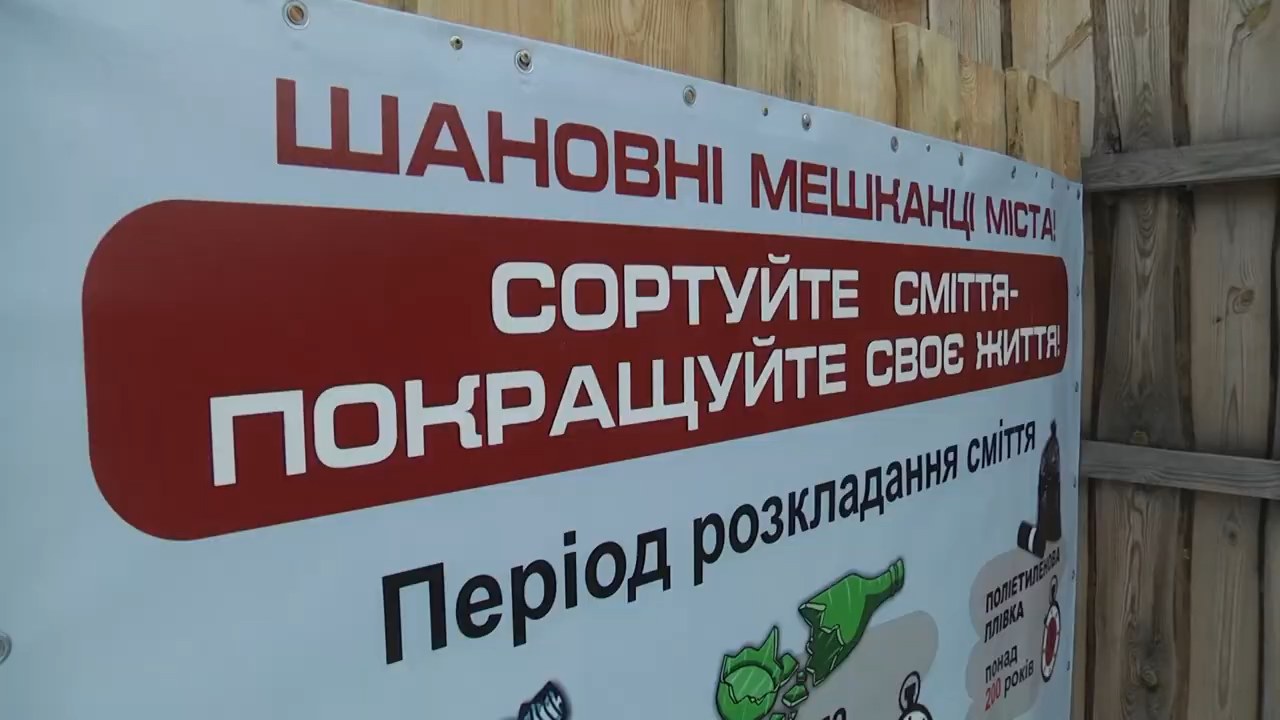 ШАНОВНІ МЕШКАНЦІ МІСТА!
СОРТУЙТЕ СМІТТЯ-
ПОКРАЩУЙТЕ СВОЄ ЖИТТЯ!
Період розкладання сміття
ПОЛІЕТИЛЕНОВА
ПЛІВКА
понад
200 років